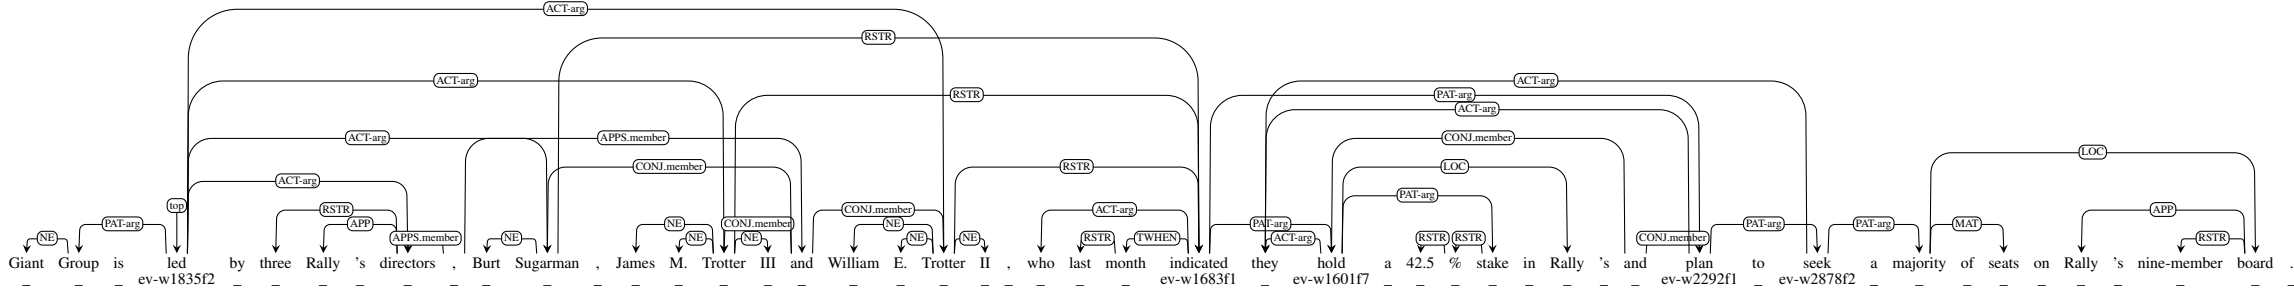 ACT-arg
RSTR
ACT-arg ACT-arg
RSTR PAT-arg
ACT-arg
ACT-arg APPS.member CONJ.member
LOC
CONJ.member RSTR LOC
ACT-arg
PAT-arg
top
RSTR CONJ.member ACT-arg APP
PAT-arg APP NE CONJ.member PAT-arg PAT-arg PAT-arg MAT
NE APPS.member NE NE NE NE NE RSTR TWHEN ACT-arg RSTR RSTR CONJ.member RSTR
Giant Group is led by three Rally 's directors , Burt Sugarman , James M. Trotter III and William E. Trotter II , who last month indicated they hold a 42.5 % stake in Rally 's and plan to seek a majority of seats on Rally 's nine-member board .
_ _ _ ev-w1835f2 _ _ _ _ _ _ _ _ _ _ _ _ _ _ _ _ _ _ _ _ _ _ ev-w1683f1 _ ev-w1601f7 _ _ _ _ _ _ _ _ ev-w2292f1 _ ev-w2878f2 _ _ _ _ _ _ _ _ _ _